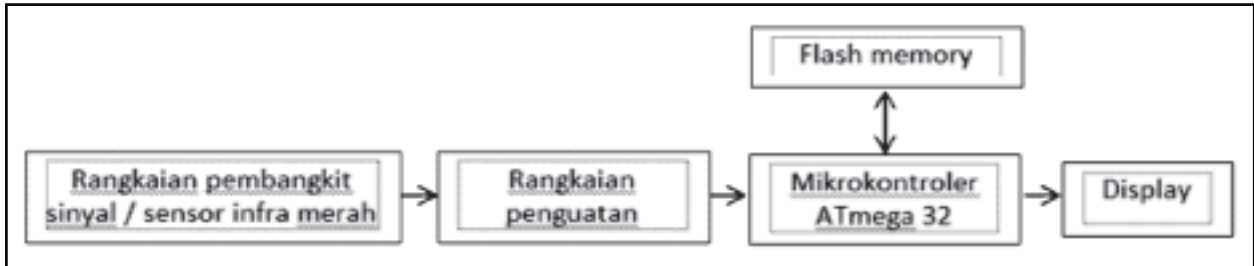 Flash memory
Rangkaian pembangkit
sinyal / sensor infra merah
Rangkaian
penguatan
Mikrokontroler
ATmega 32
Display